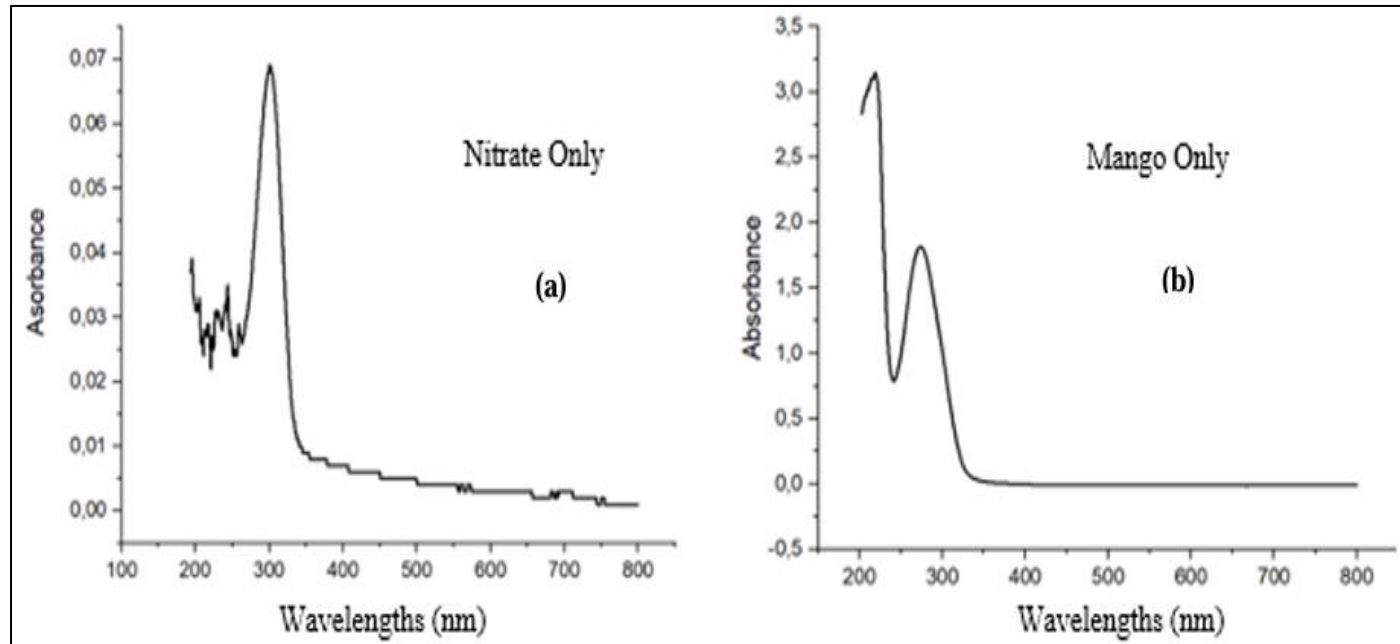 0,07
0,06
0,05
0,04
0,03
0,02
0,01
0,00
Asorbance
Nitrate Only
(a)
100 200 300 400 500 600 700 800
Wavelengths (nm)
3,5
3,0
2,5
2,0
1,5
1,0
0,5
0,0
-0,5
Absorbance
Mango Only
(b)
200 300 400 500 600 700 800
Wavelengths (nm)